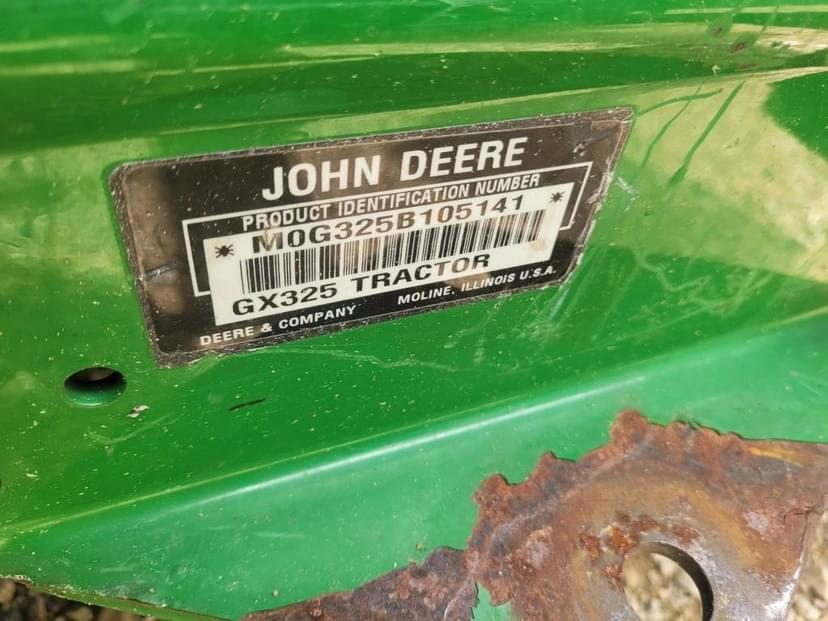 JOHN DEERE
PRODUCT IDENTIFICATION NUMBER
M0G325B105141
GX325 TRACTOR
DEERE & COMPANY MOLINE, ILLINOIS U.S.A.